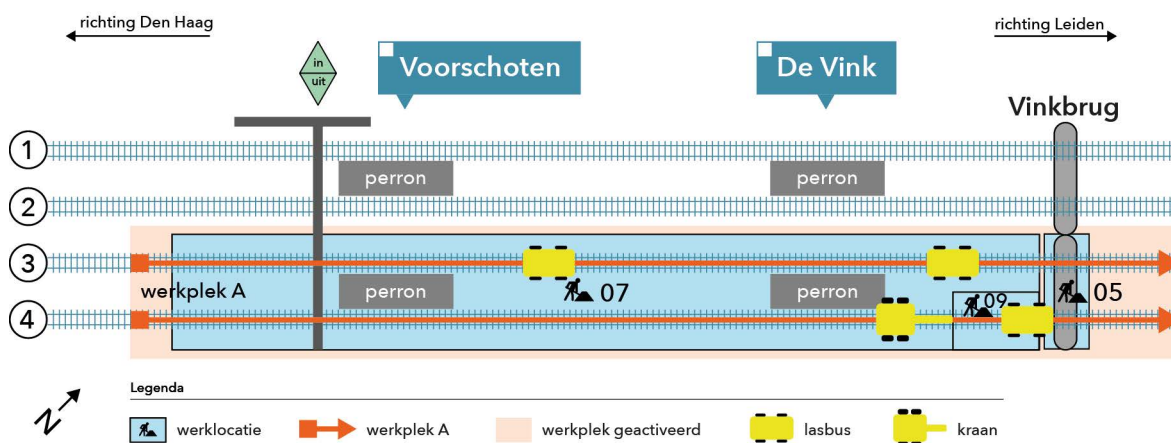 richting Den Haag
richting Leiden
in
uit
Voorschoten
De Vink
Vinkbrug
1
perron
perron
2
3
werkplek A
perron
07
perron
09
05
4
N
Legenda
werklocatie
werkplek A
werkplek geactiveerd
lasbus
kraan